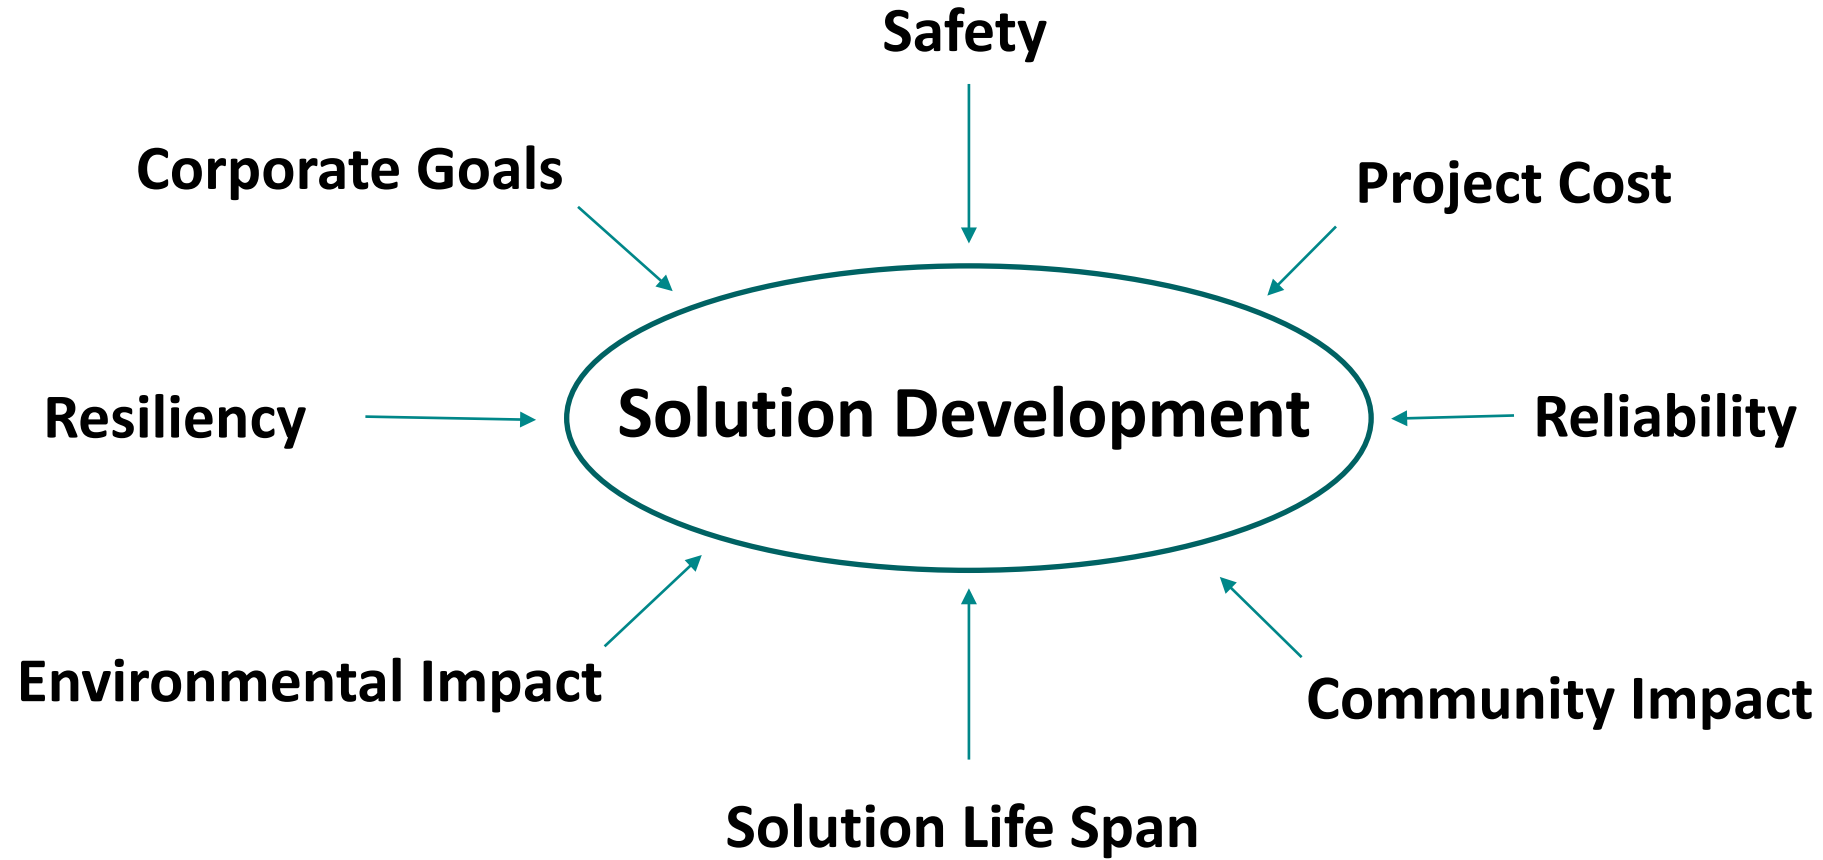 Safety
Corporate Goals
Project Cost
Resiliency
Solution Development
Reliability
Environmental Impact
Community Impact
Solution Life Span